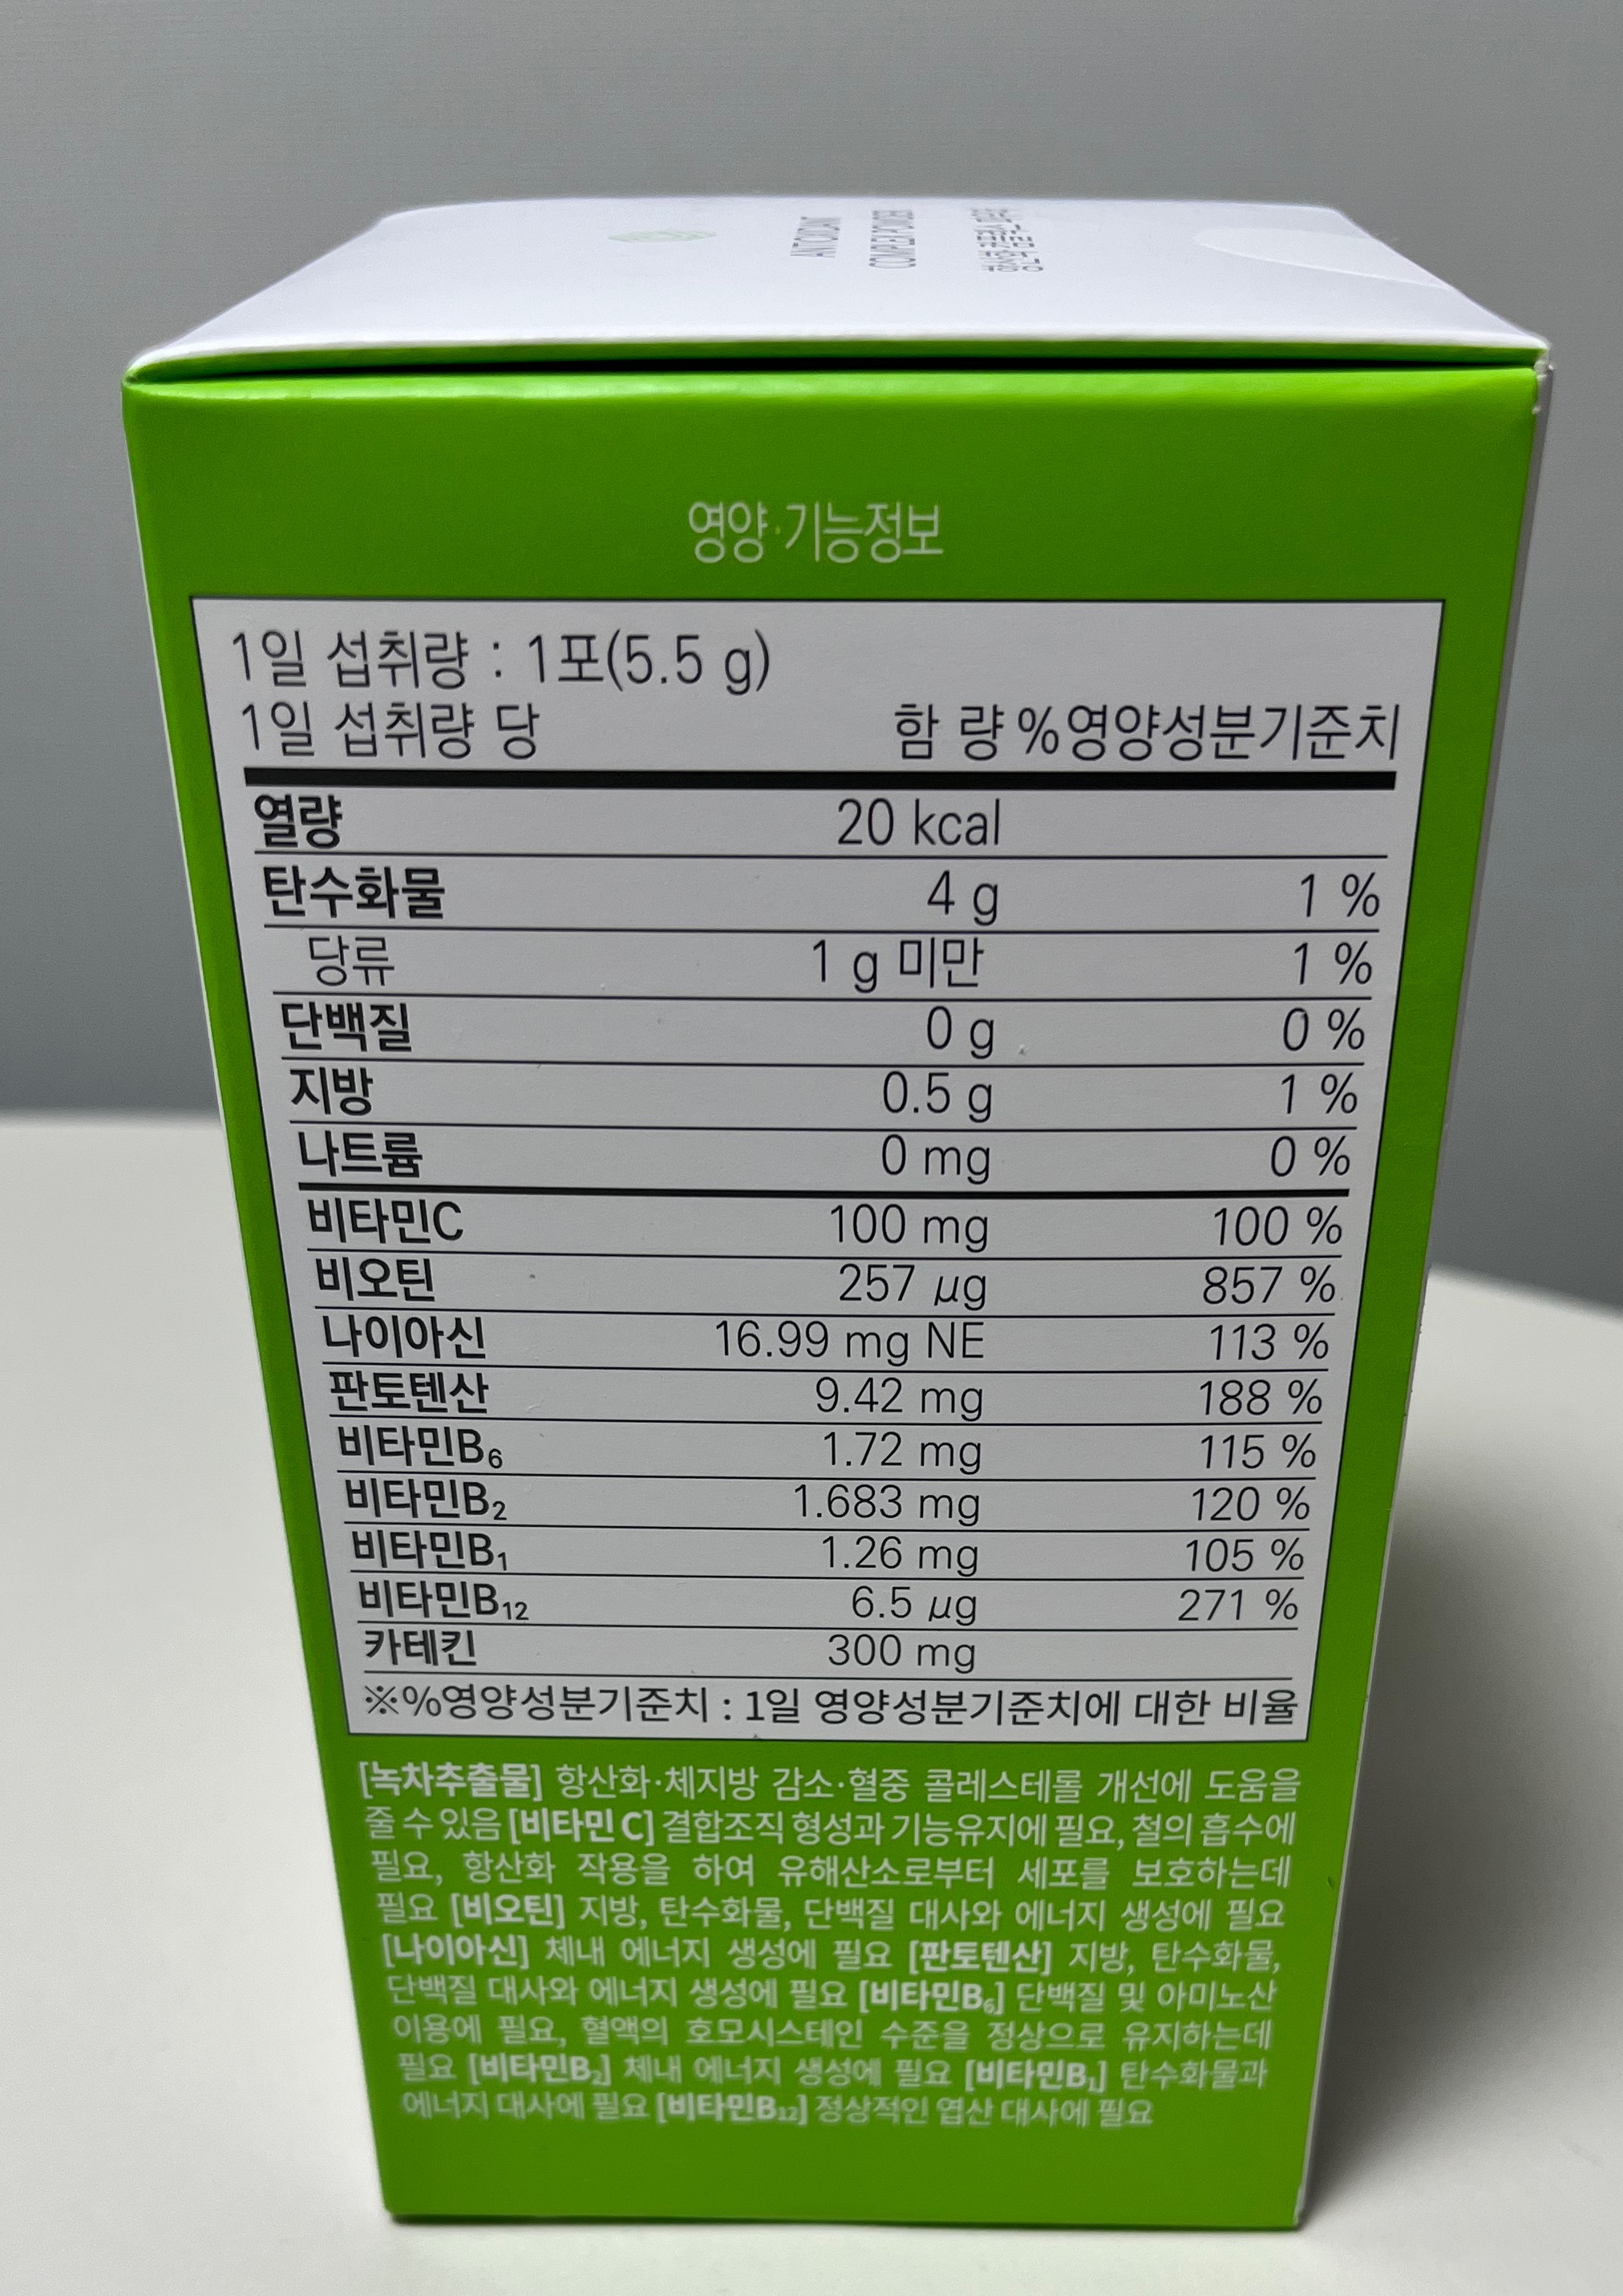 ANTIOXIDANT
COMPLEX POWDER
영양·기능정보
1일 섭취량 : 1포(5.5 g)
1일 섭취량 당 함 량 %영양성분기준치
열량 20 kcal
탄수화물 4 g 1 %
당류 1 g 미만 1 %
단백질 0 g 0 %
지방 0.5 g 1 %
나트륨 0 mg 0 %
비타민C 100 mg 100 %
비오틴 257 µg 857 %
나이아신 16.99 mg NE 113 %
판토텐산 9.42 mg 188 %
비타민B₆ 1.72 mg 115 %
비타민B₂ 1.683 mg 120 %
비타민B₁ 1.26 mg 105 %
비타민B₁₂ 6.5 µg 271 %
카테킨 300 mg
※%영양성분기준치 : 1일 영양성분기준치에 대한 비율
[녹차추출물] 항산화·체지방 감소·혈중 콜레스테롤 개선에 도움을
줄 수 있음 [비타민 C] 결합조직 형성과 기능유지에 필요, 철의 흡수에
필요, 항산화 작용을 하여 유해산소로부터 세포를 보호하는데
필요 [비오틴] 지방, 탄수화물, 단백질 대사와 에너지 생성에 필요
[나이아신] 체내 에너지 생성에 필요 [판토텐산] 지방, 탄수화물,
단백질 대사와 에너지 생성에 필요 [비타민B₆] 단백질 및 아미노산
이용에 필요, 혈액의 호모시스테인 수준을 정상으로 유지하는데
필요 [비타민B₂] 체내 에너지 생성에 필요 [비타민B₁] 탄수화물과
에너지 대사에 필요 [비타민B₁₂] 정상적인 엽산 대사에 필요